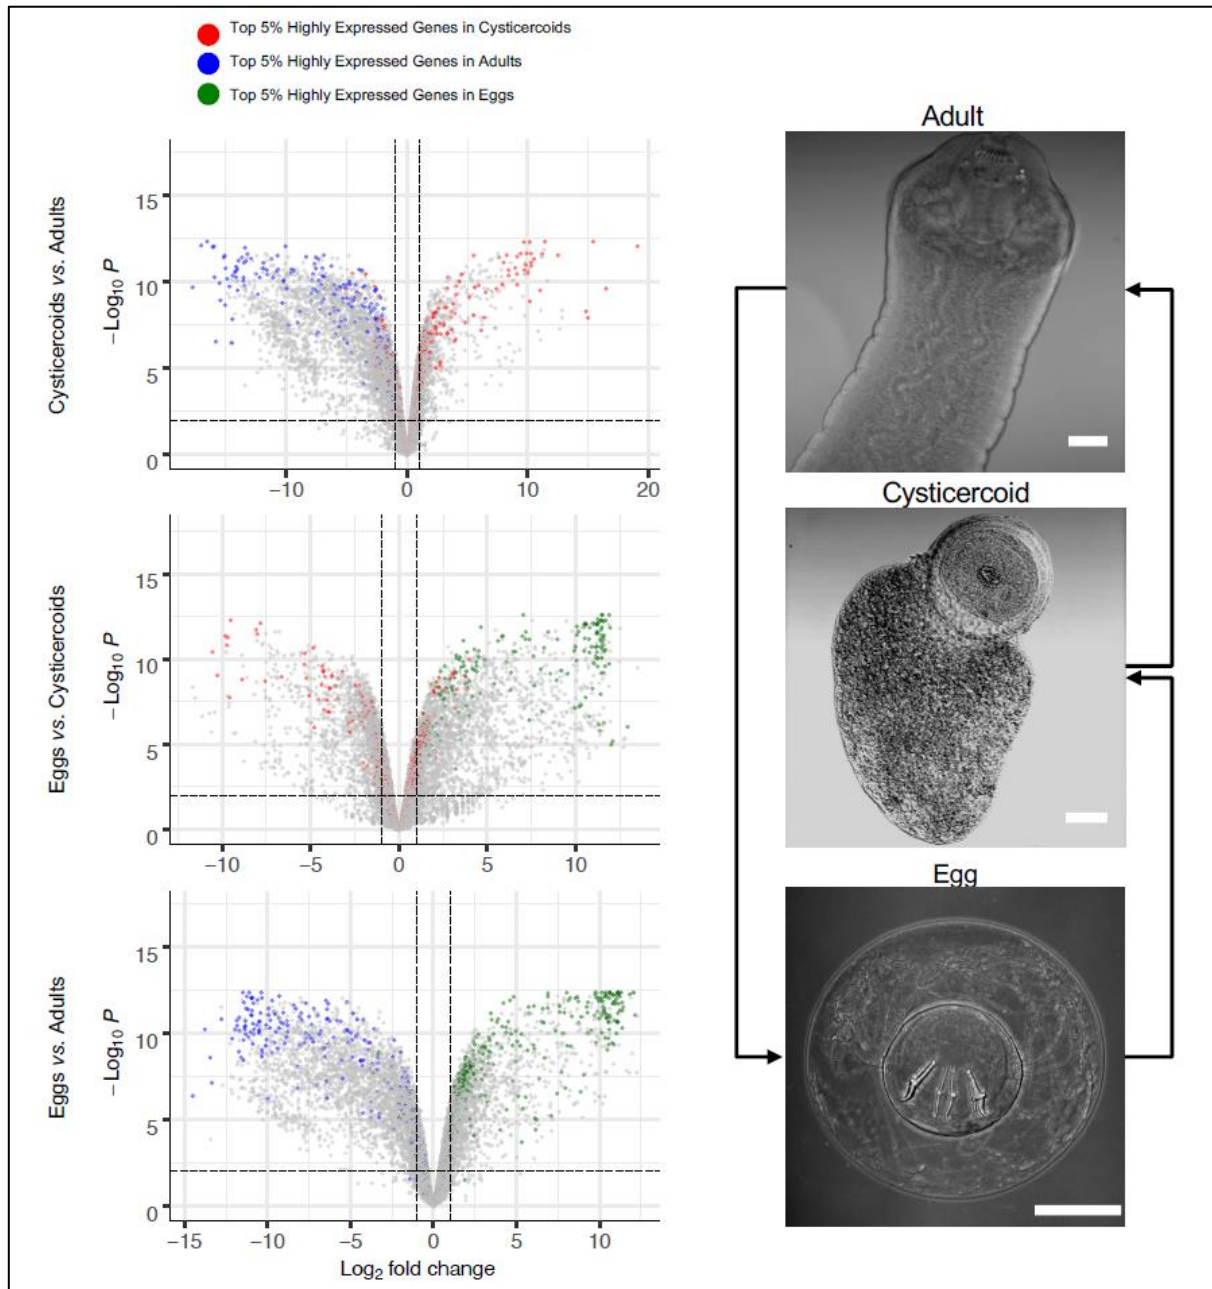 Top 5% Highly Expressed Genes in Cysticercoids
Top 5% Highly Expressed Genes in Adults
Top 5% Highly Expressed Genes in Eggs
Cysticercoids vs. Adults
−Log₁₀ P
15
10
5
0
−10
0
10
20
Eggs vs. Cysticercoids
−Log₁₀ P
15
10
5
0
−10
−5
0
5
10
Eggs vs. Adults
−Log₁₀ P
15
10
5
0
−15
−10
−5
0
5
10
Log₂ fold change
Adult
Cysticercoid
Egg